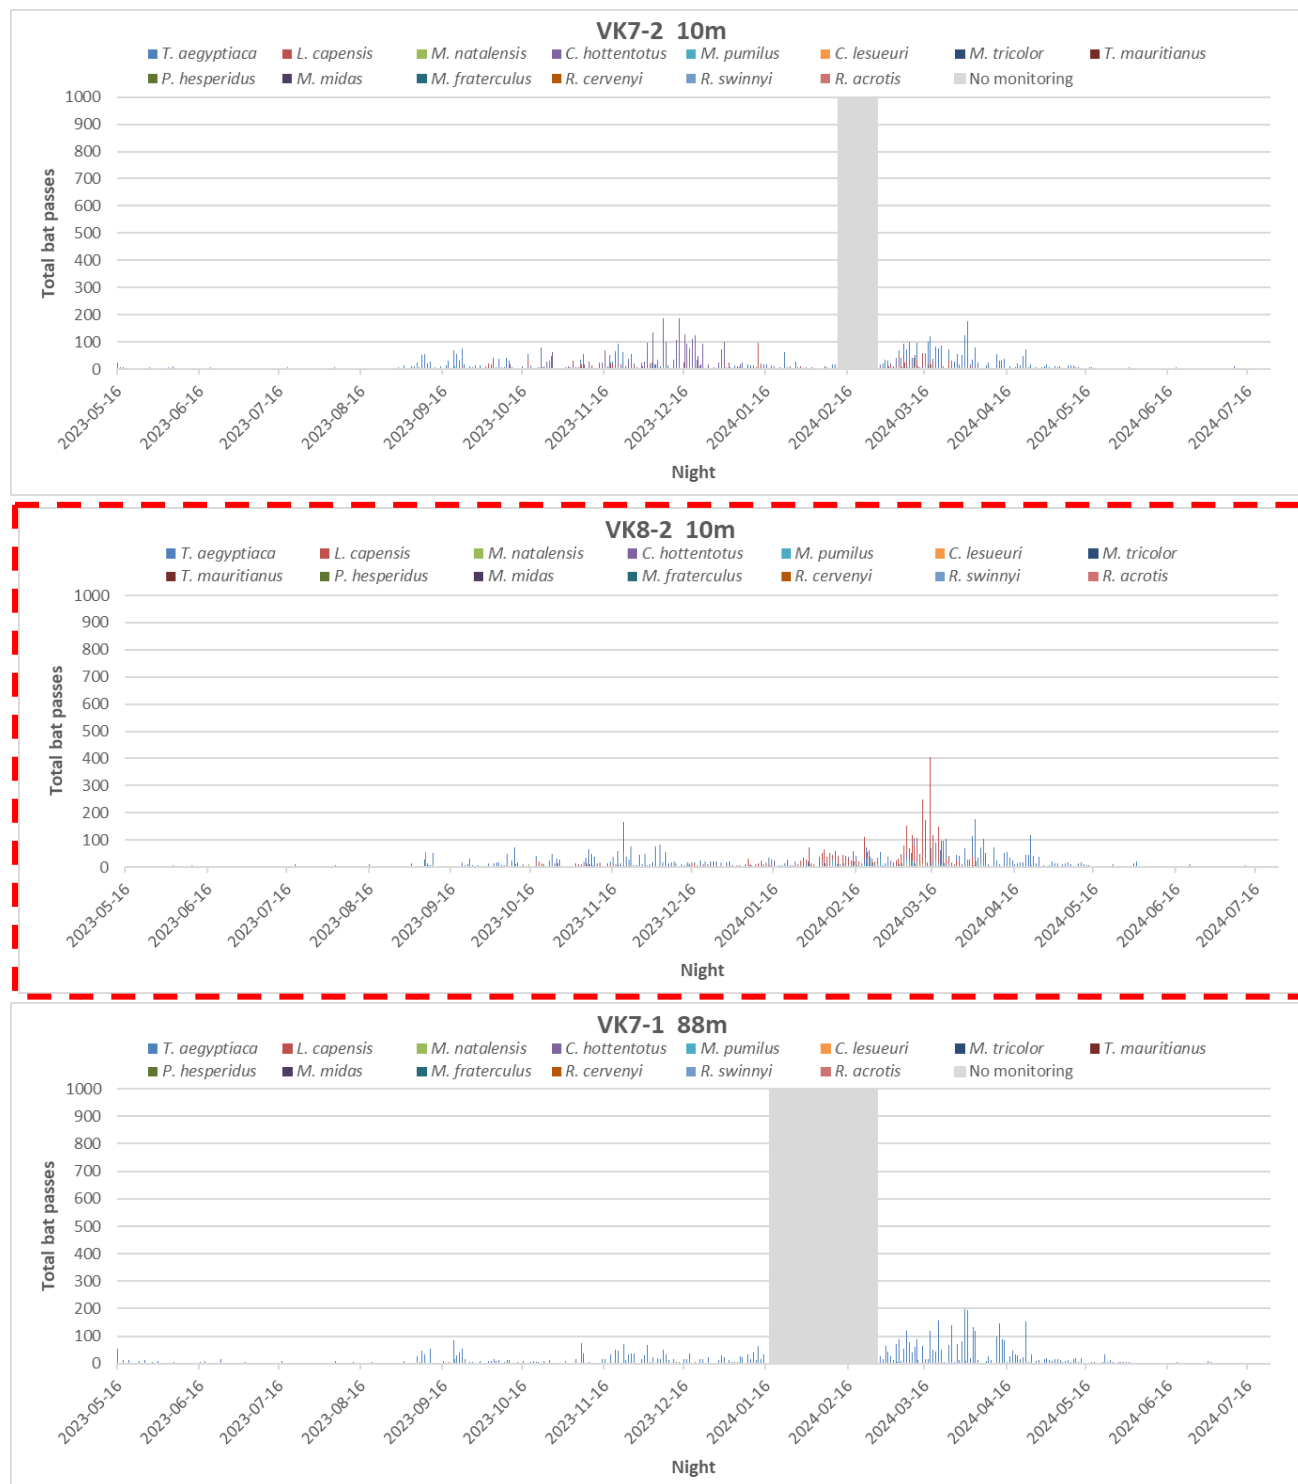 VK7-2 10m
T. aegyptiaca L. capensis M. natalensis C. hottentotus M. pumilus C. lesueuri M. tricolor T. mauritianus
P. hesperidus M. midas M. fraterculus R. cervenyi R. swinnyi R. acrotis No monitoring
1000
900
800
700
600
500
400
300
200
100
0
Total bat passes
2023-05-16 2023-06-16 2023-07-16 2023-08-16 2023-09-16 2023-10-16 2023-11-16 2023-12-16 2024-01-16 2024-02-16 2024-03-16 2024-04-16 2024-05-16 2024-06-16 2024-07-16
Night
VK8-2 10m
T. aegyptiaca L. capensis M. natalensis C. hottentotus M. pumilus C. lesueuri M. tricolor
T. mauritianus P. hesperidus M. midas M. fraterculus R. cervenyi R. swinnyi R. acrotis
1000
900
800
700
600
500
400
300
200
100
0
Total bat passes
2023-05-16 2023-06-16 2023-07-16 2023-08-16 2023-09-16 2023-10-16 2023-11-16 2023-12-16 2024-01-16 2024-02-16 2024-03-16 2024-04-16 2024-05-16 2024-06-16 2024-07-16
Night
VK7-1 88m
T. aegyptiaca L. capensis M. natalensis C. hottentotus M. pumilus C. lesueuri M. tricolor T. mauritianus
P. hesperidus M. midas M. fraterculus R. cervenyi R. swinnyi R. acrotis No monitoring
1000
900
800
700
600
500
400
300
200
100
0
Total bat passes
2023-05-16 2023-06-16 2023-07-16 2023-08-16 2023-09-16 2023-10-16 2023-11-16 2023-12-16 2024-01-16 2024-02-16 2024-03-16 2024-04-16 2024-05-16 2024-06-16 2024-07-16
Night